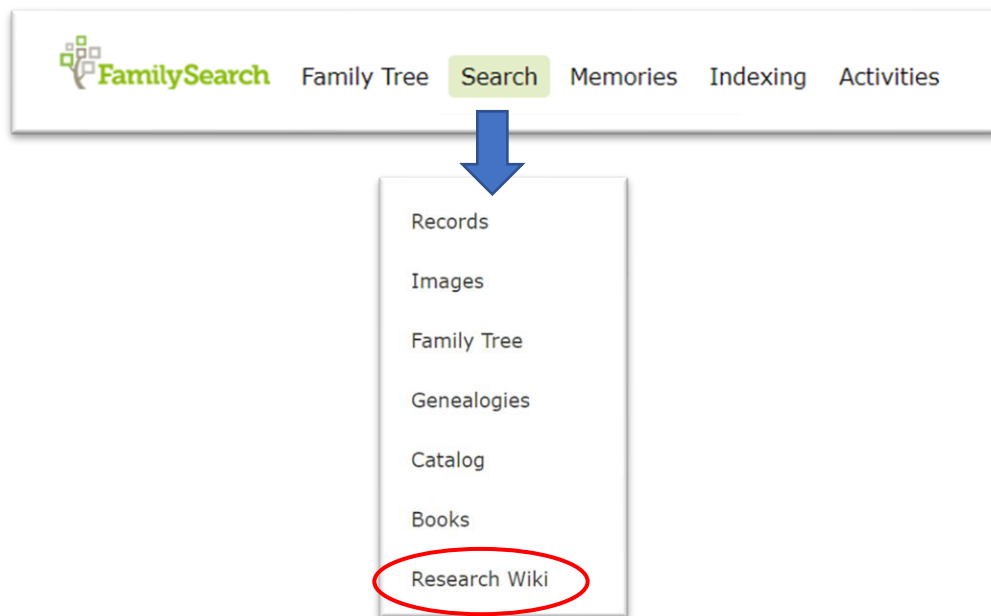 FamilySearch Family Tree Search Memories Indexing Activities
Records
Images
Family Tree
Genealogies
Catalog
Books
Research Wiki